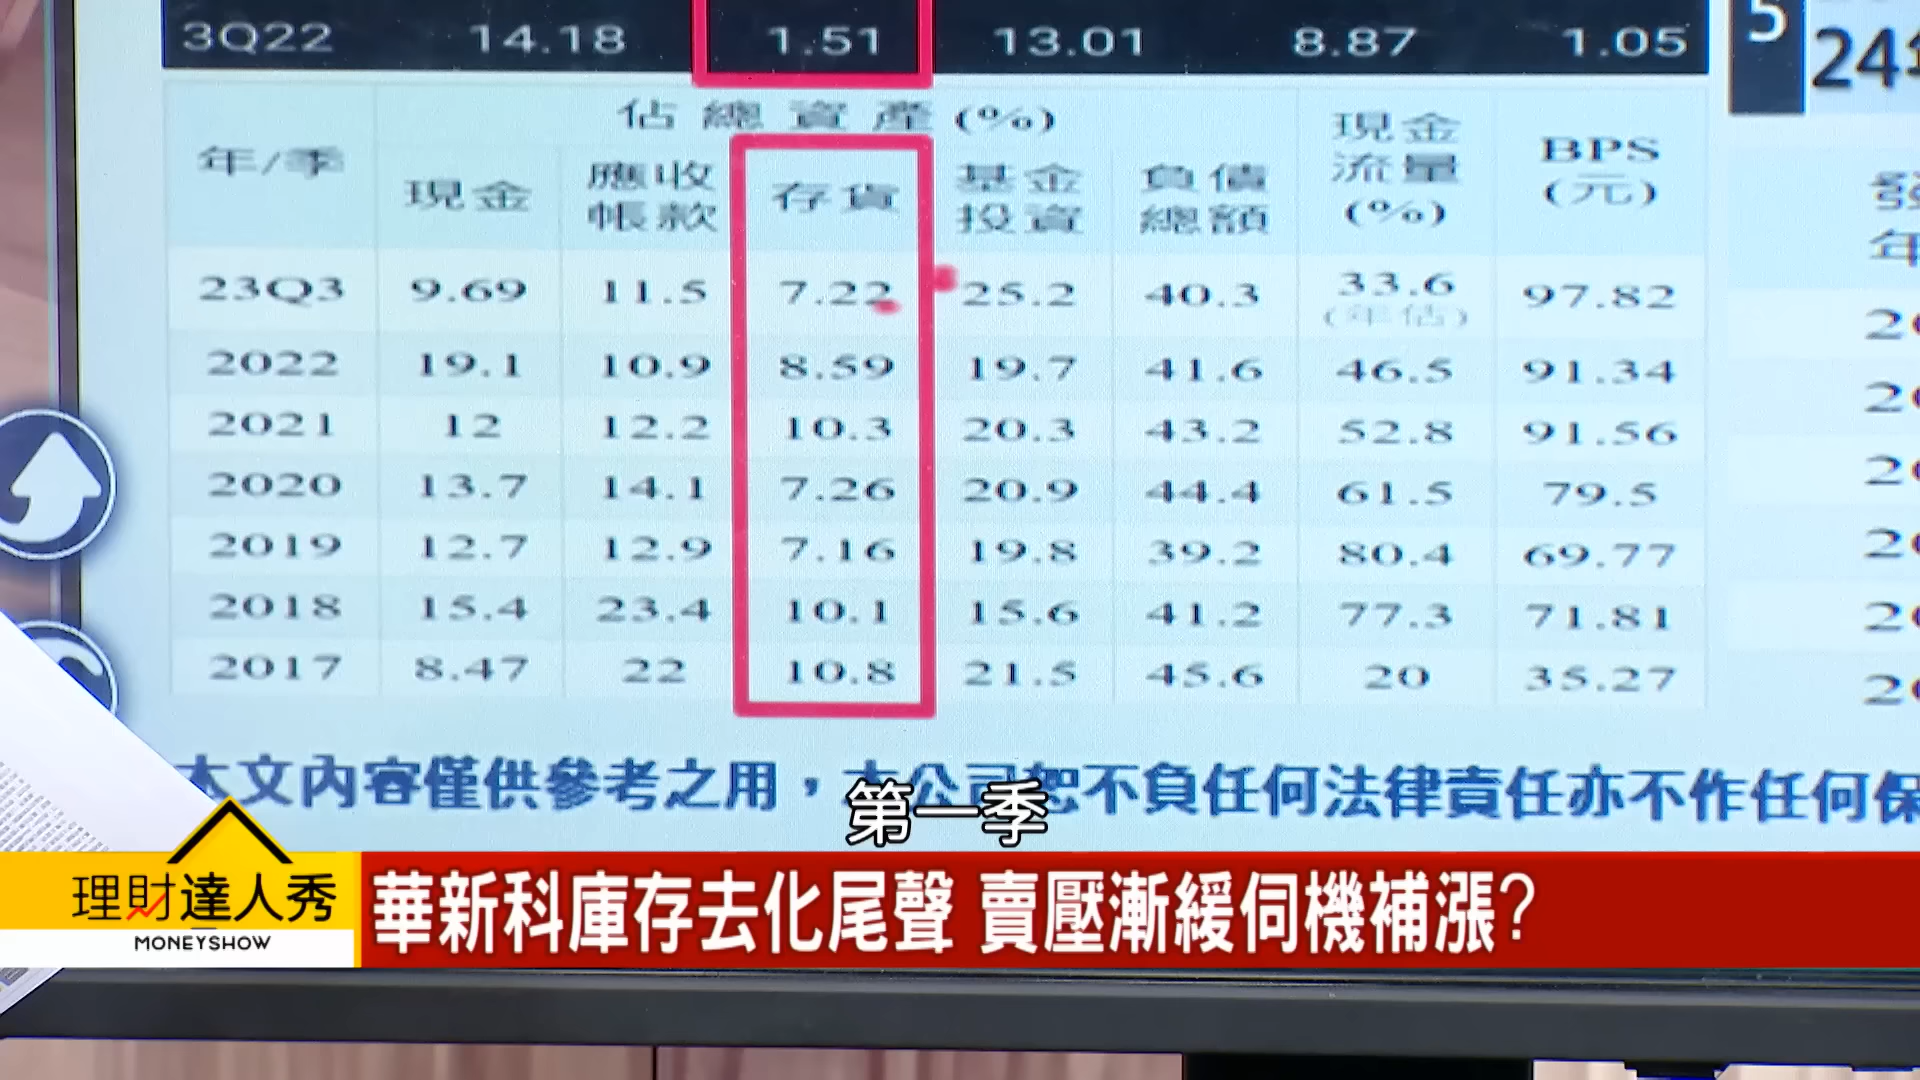 3Q22 14.18 1.51 13.01 8.87 1.05
5
24
年/季 佔總資產(%) 現金流量(%) BPS(元)
現金 應收帳款 存貨 基金投資 負債總額
23Q3 9.69 11.5 7.22 25.2 40.3 33.6(年估) 97.82
2022 19.1 10.9 8.59 19.7 41.6 46.5 91.34
2021 12 12.2 10.3 20.3 43.2 52.8 91.56
2020 13.7 14.1 7.26 20.9 44.4 61.5 79.5
2019 12.7 12.9 7.16 19.8 39.2 80.4 69.77
2018 15.4 23.4 10.1 15.6 41.2 77.3 71.81
2017 8.47 22 10.8 21.5 45.6 20 35.27
本文內容僅供參考之用，本公司恕不負任何法律責任亦不作任何保
第一季
理財達人秀
MONEYSHOW
華新科庫存去化尾聲 賣壓漸緩伺機補漲?